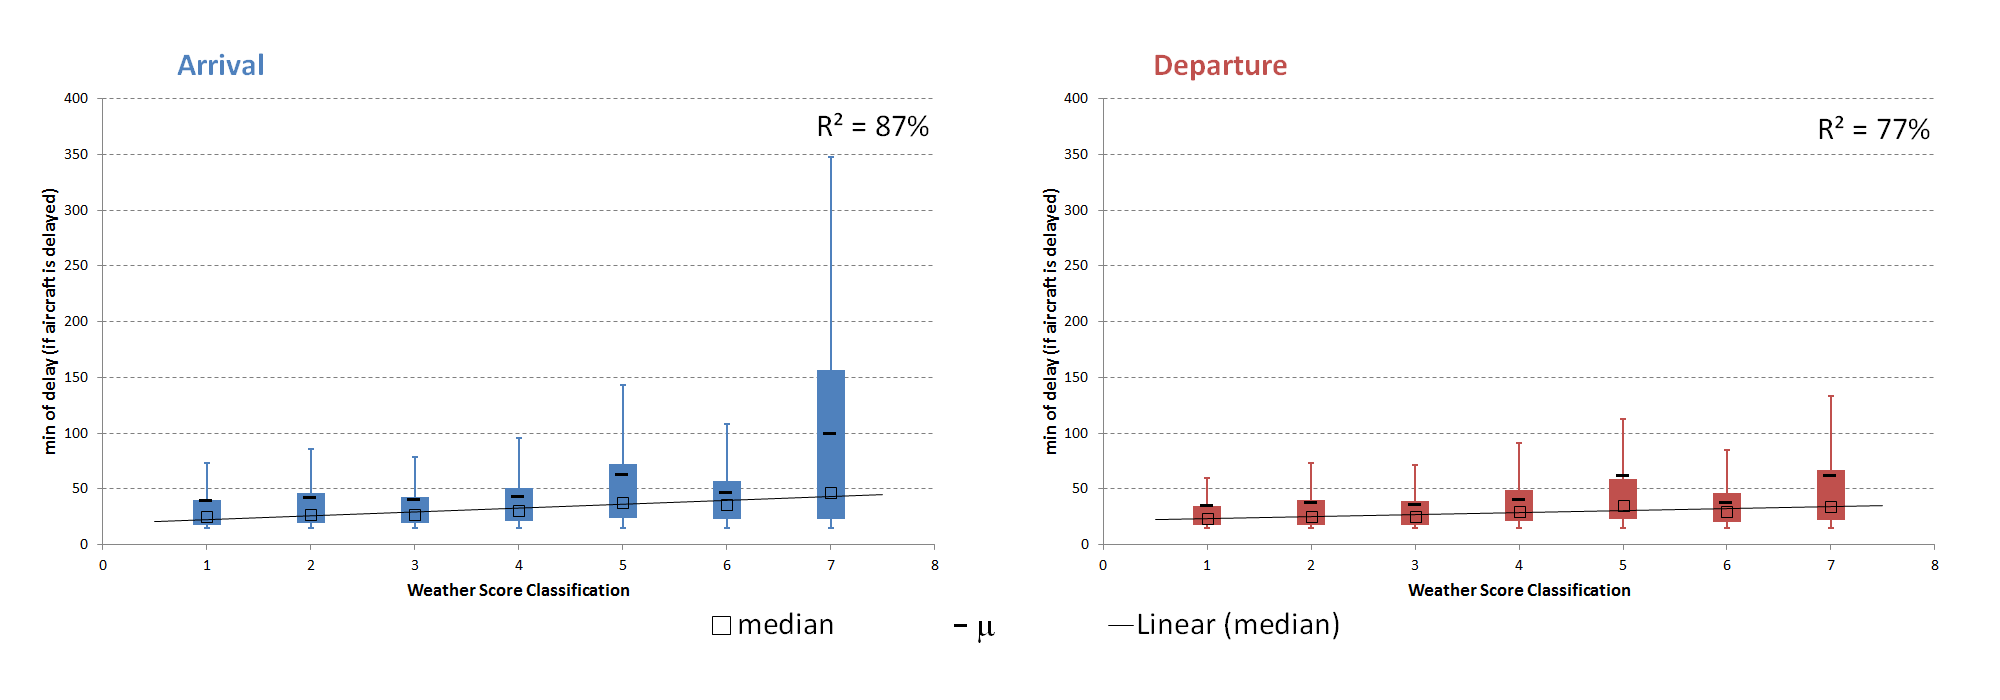 Arrival
400
350
300
250
200
150
100
50
0
min of delay (if aircraft is delayed)
R² = 87%
0 1 2 3 4 5 6 7 8
Weather Score Classification
Departure
400
350
300
250
200
150
100
50
0
min of delay (if aircraft is delayed)
R² = 77%
0 1 2 3 4 5 6 7 8
Weather Score Classification
median μ Linear (median)